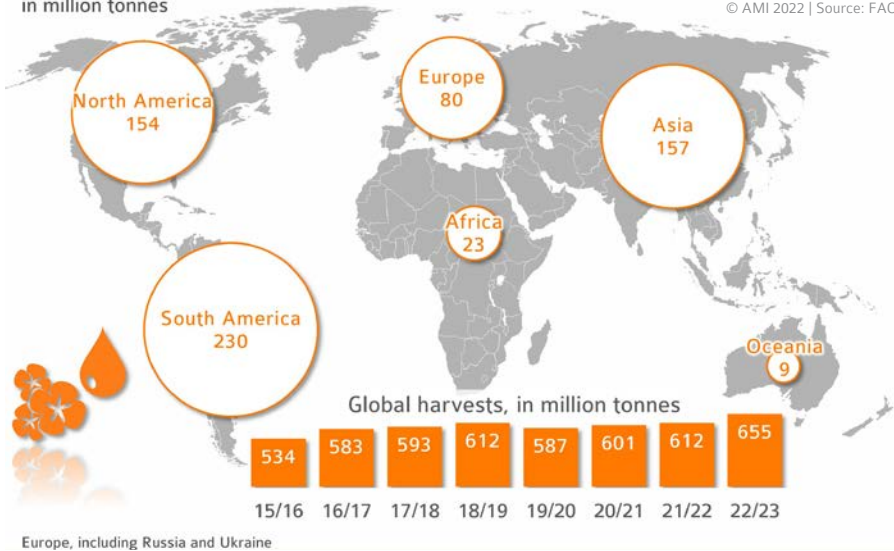 in million tonnes
© AMI 2022 | Source: FAO
North America
154
Europe
80
Asia
157
Africa
23
South America
230
Oceania
9
Global harvests, in million tonnes
534 583 593 612 587 601 612 655
15/16 16/17 17/18 18/19 19/20 20/21 21/22 22/23
Europe, including Russia and Ukraine